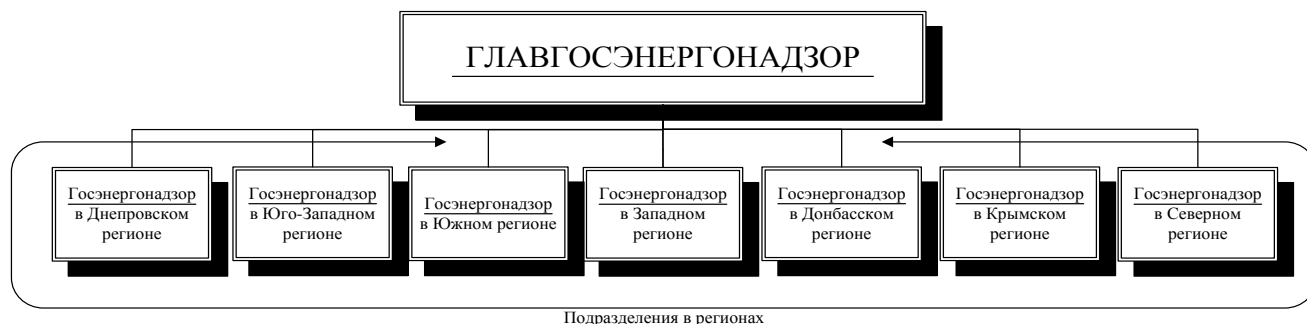 ГЛАВГОСЭНЕРГОНАДЗОР
Госэнергонадзор
в Днепровском
регионе
Госэнергонадзор
в Юго-Западном
регионе
Госэнергонадзор
в Южном регионе
Госэнергонадзор
в Западном
регионе
Госэнергонадзор
в Донбасском
регионе
Госэнергонадзор
в Крымском
регионе
Госэнергонадзор
в Северном
регионе
Подразделения в регионах